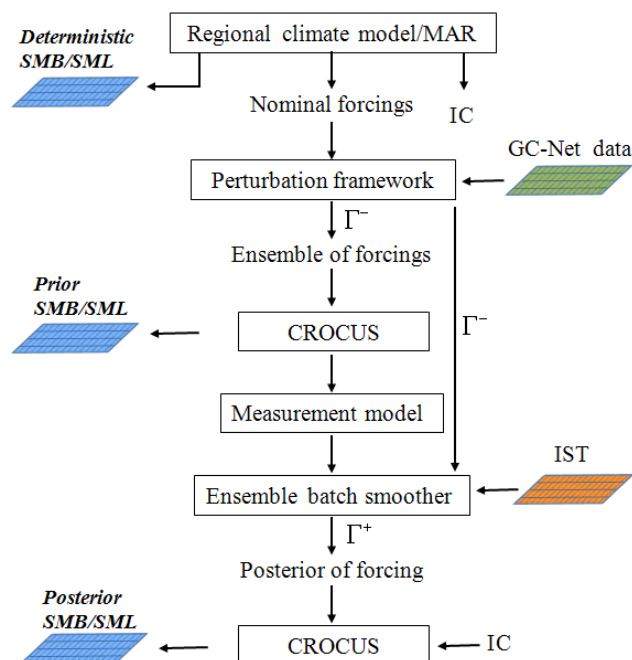 Regional climate model/MAR
Deterministic
SMB/SML
Nominal forcings
IC
GC-Net data
Perturbation framework
Γ⁻
Ensemble of forcings
Prior
SMB/SML
CROCUS
Γ⁻
Measurement model
IST
Ensemble batch smoother
Γ⁺
Posterior of forcing
Posterior
SMB/SML
CROCUS
IC